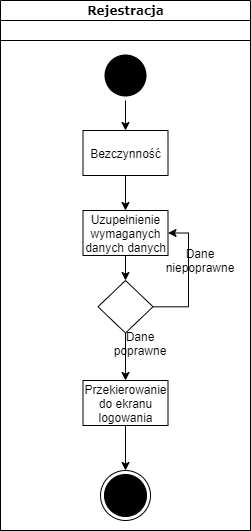 Rejestracja
Bezczynność
Uzupełnienie
wymaganych
danych danych
Dane
niepoprawne
Dane
poprawne
Przekierowanie
do ekranu
logowania